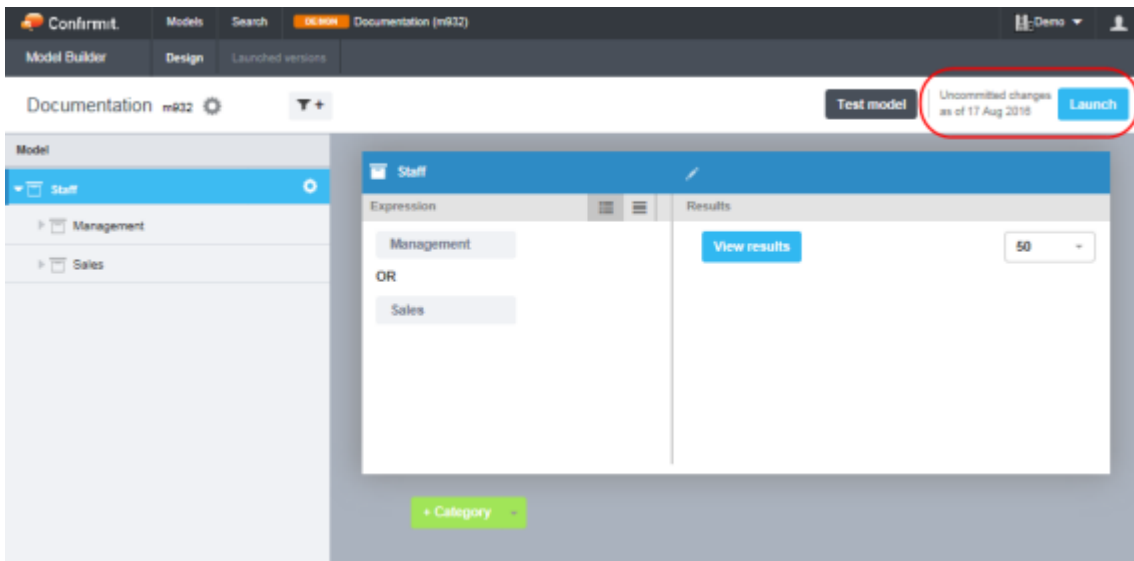 Confirmit. Models Search DESIGN Documentation (m932) Demo
Model Builder Design Launched versions
Documentation m932 + Test model Uncommitted changes as of 17 Aug 2016 Launch
Model
Staff
Management
Sales
Staff
Expression Results
Management View results 50
OR
Sales
+ Category